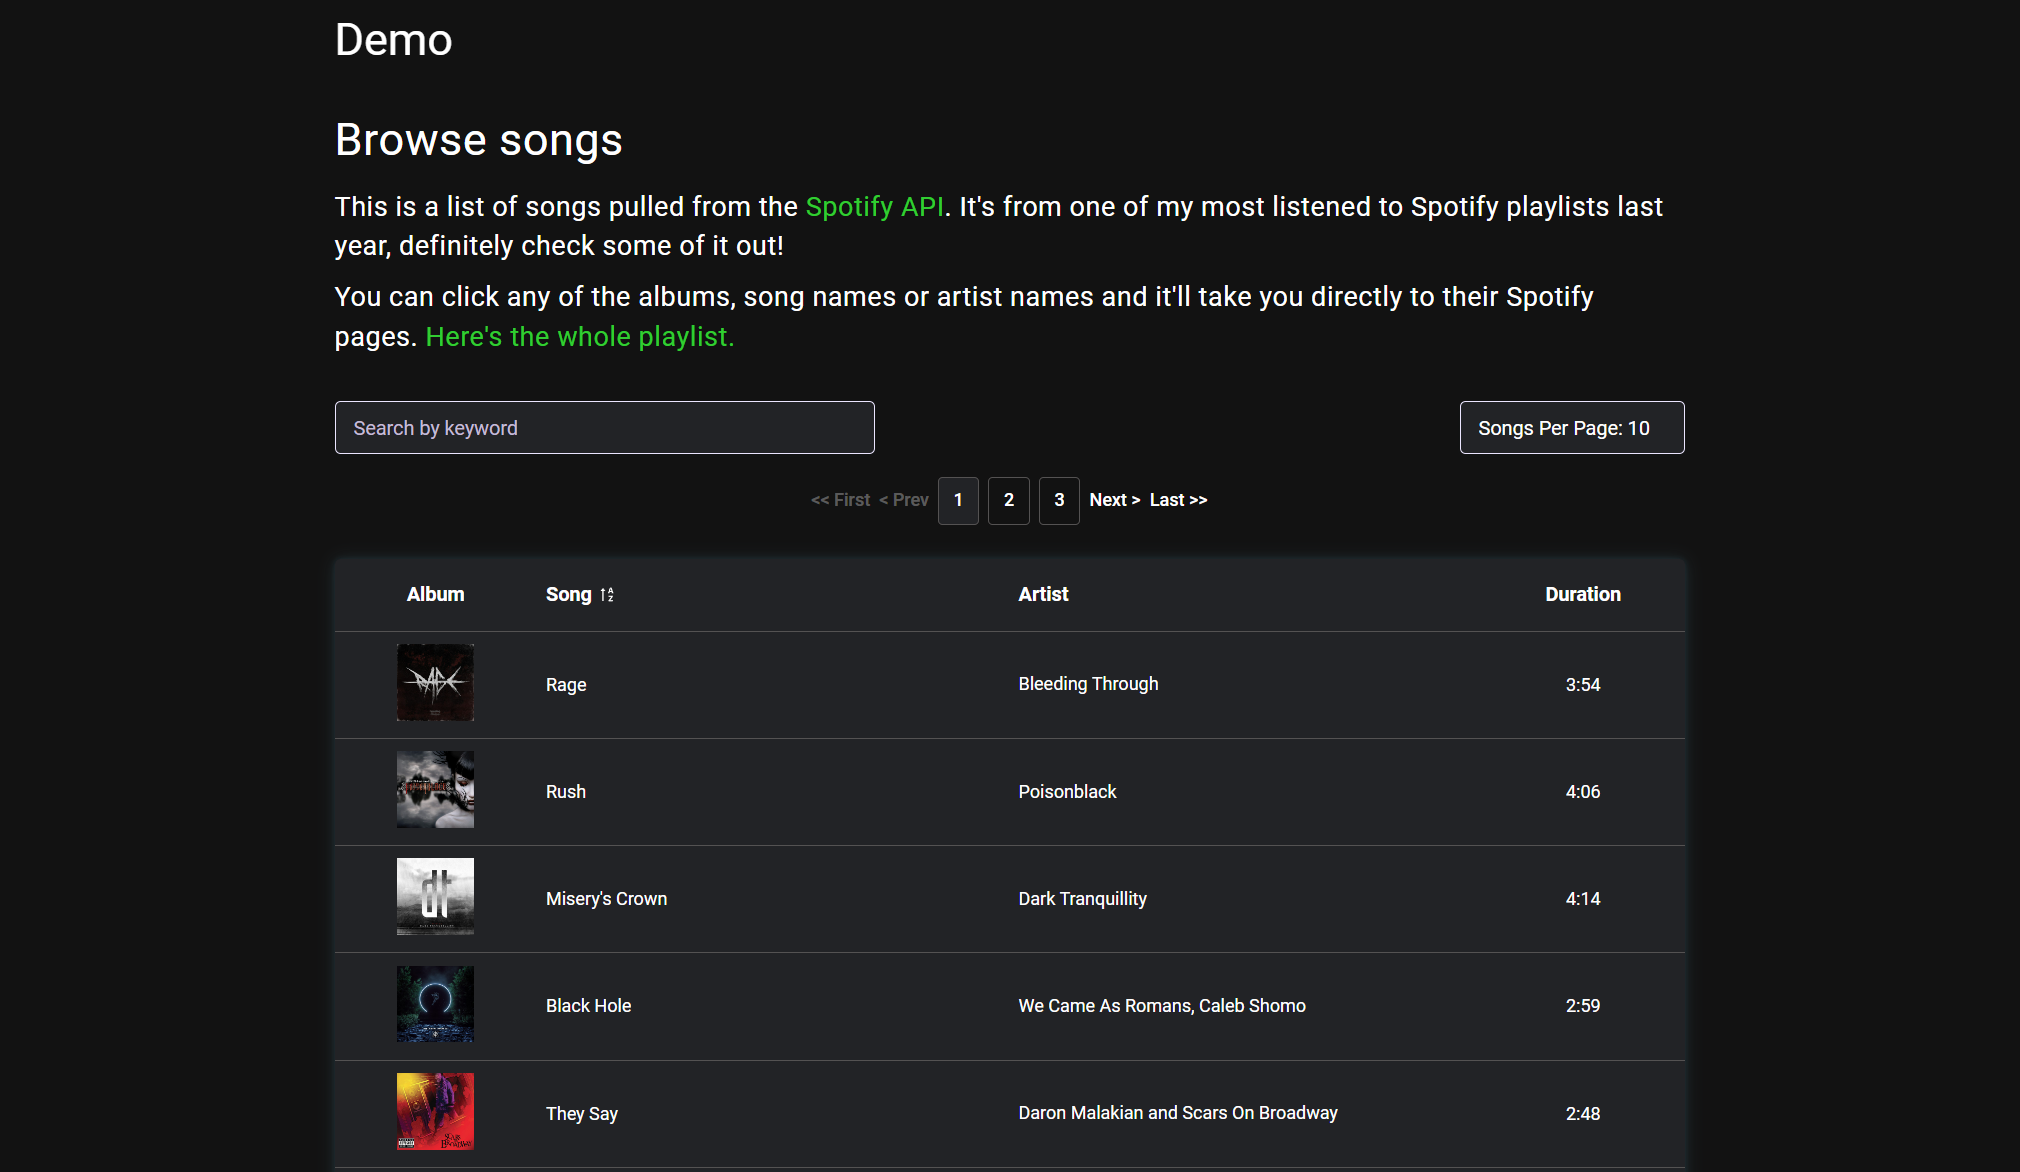 Demo
Browse songs
This is a list of songs pulled from the Spotify API. It's from one of my most listened to Spotify playlists last
year, definitely check some of it out!
You can click any of the albums, song names or artist names and it'll take you directly to their Spotify
pages. Here's the whole playlist.
Search by keyword
Songs Per Page: 10
<< First < Prev 1 2 3 Next > Last >>
Album Song Artist Duration
RAGE
Rage Bleeding Through 3:54
Rush Poisonblack 4:06
dt
Misery's Crown Dark Tranquillity 4:14
Black Hole We Came As Romans, Caleb Shomo 2:59
They Say Daron Malakian and Scars On Broadway 2:48